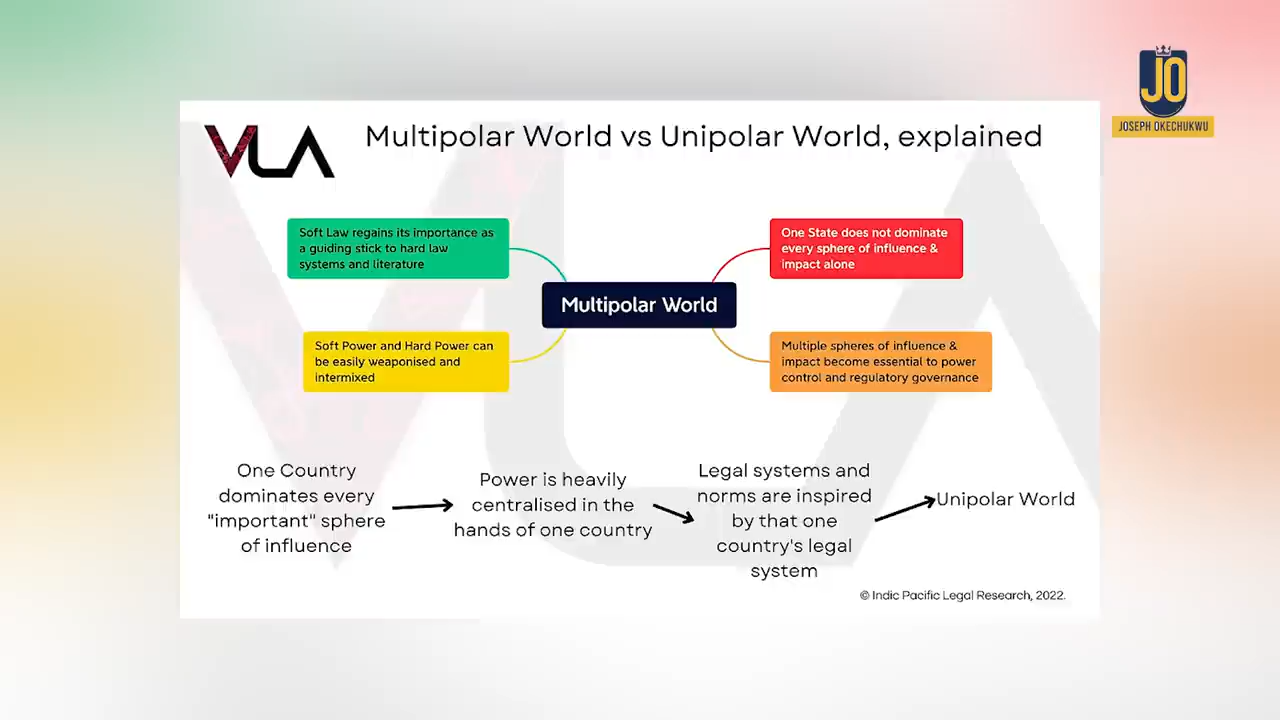 JO
JOSEPH OKECHUKWU
VLA
Multipolar World vs Unipolar World, explained
Soft Law regains its importance as
a guiding stick to hard law
systems and literature
One State does not dominate
every sphere of influence &
impact alone
Multipolar World
Soft Power and Hard Power can
be easily weaponised and
intermixed
Multiple spheres of influence &
impact become essential to power
control and regulatory governance
One Country
dominates every
"important" sphere
of influence
Power is heavily
centralised in the
hands of one country
Legal systems and
norms are inspired
by that one
country's legal
system
Unipolar World
© Indic Pacific Legal Research, 2022.